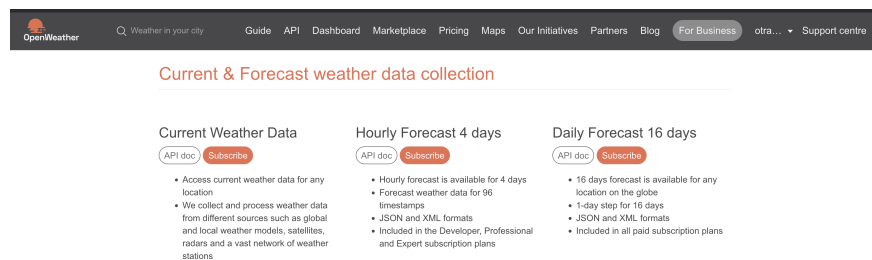 OpenWeather
Weather in your city
Guide API Dashboard Marketplace Pricing Maps Our Initiatives Partners Blog For Business otra... Support centre
Current & Forecast weather data collection
Current Weather Data
API doc Subscribe
• Access current weather data for any
location
• We collect and process weather data
from different sources such as global
and local weather models, satellites,
radars and a vast network of weather
stations
Hourly Forecast 4 days
API doc Subscribe
• Hourly forecast is available for 4 days
• Forecast weather data for 96
timestamps
• JSON and XML formats
• Included in the Developer, Professional
and Expert subscription plans
Daily Forecast 16 days
API doc Subscribe
• 16 days forecast is available for any
location on the globe
• 1-day step for 16 days
• JSON and XML formats
• Included in all paid subscription plans